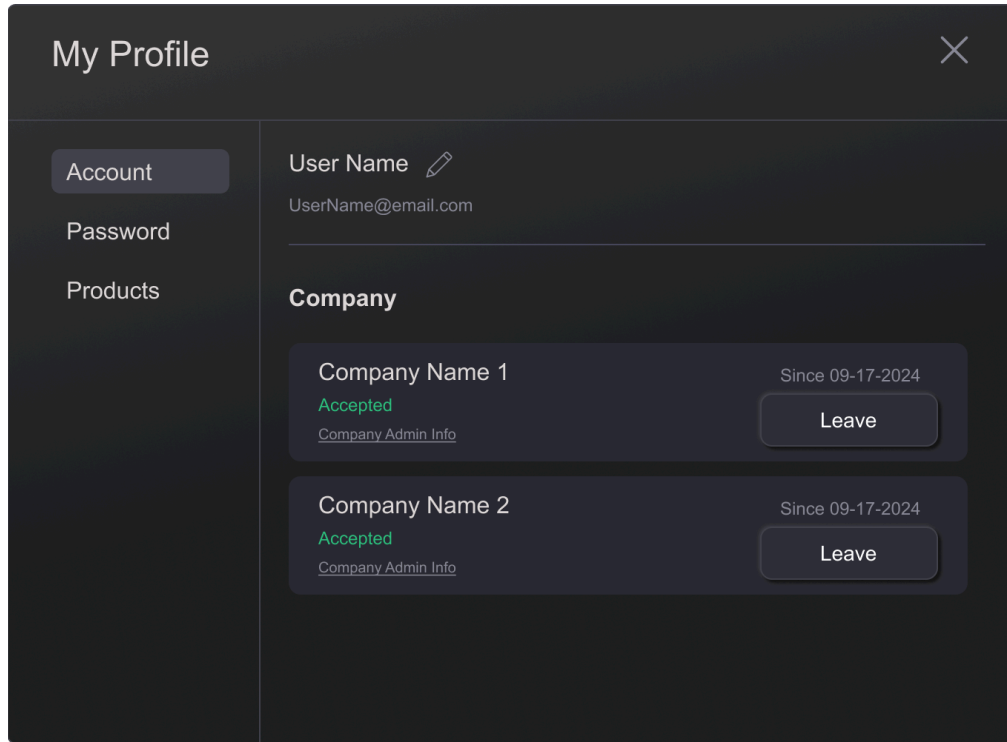 My Profile
Account
Password
Products
User Name
UserName@email.com
Company
Company Name 1
Accepted
Company Admin Info
Since 09-17-2024
Leave
Company Name 2
Accepted
Company Admin Info
Since 09-17-2024
Leave